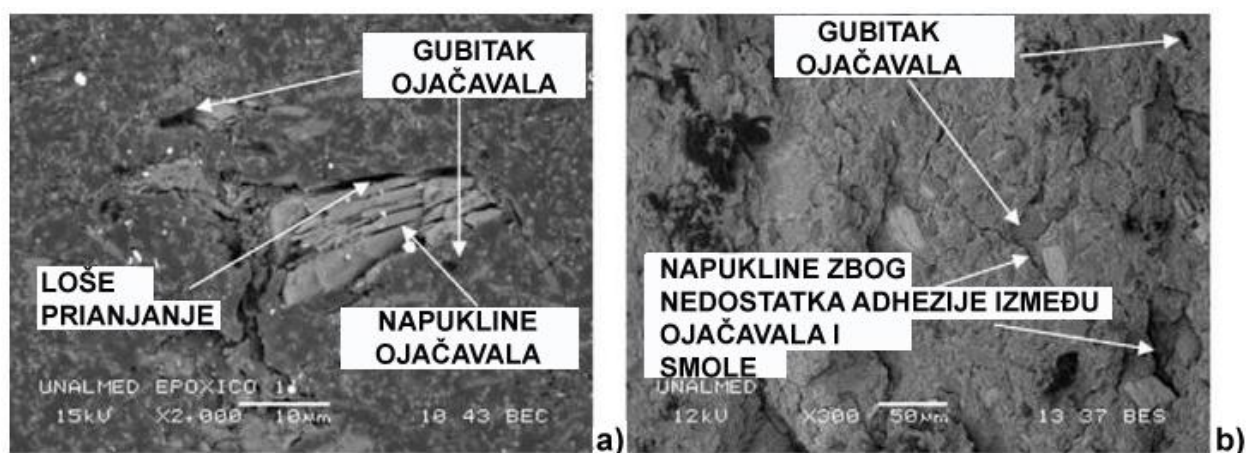 GUBITAK
OJAČAVALA
LOŠE
PRIANJANJE
NAPUKLINE
OJAČAVALA
UNALMED EPOXICO 1
15kV X2,000 10µm 10 43 BEC
a)
GUBITAK
OJAČAVALA
NAPUKLINE ZBOG
NEDOSTATKA ADHEZIJE IZMEĐU
OJAČAVALA I
SMOLE
UNALMED
12kV X300 50µm 13 37 BES
b)